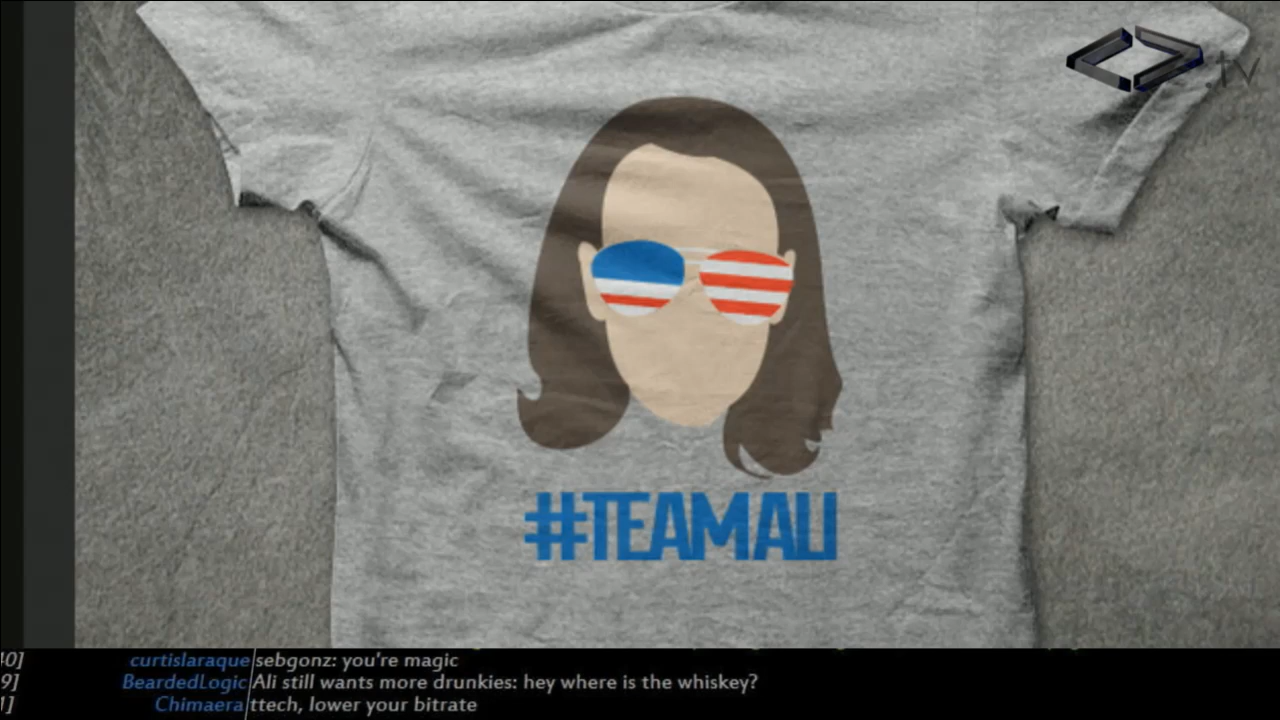 tv
#TEAMALI
40] curtislaraque sebgonz: you're magic
9] BeardedLogic Ali still wants more drunkies: hey where is the whiskey?
1] Chimaera ttech, lower your bitrate